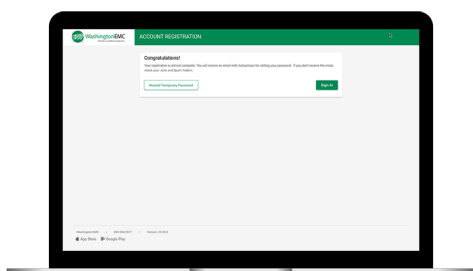 WashingtonEMC
ACCOUNT REGISTRATION
Congratulations!
Your registration is almost complete. You will receive an email with instructions for setting your password. If you don't receive the email,
check your Junk and Spam folders.
Resend Temporary Password
Sign In
Washington EMC
App Store Google Play